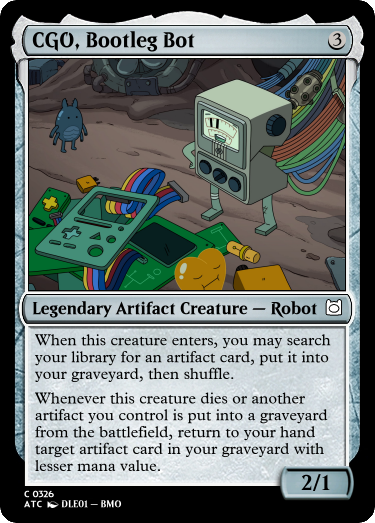 CGO, Bootleg Bot 3
Legendary Artifact Creature — Robot
When this creature enters, you may search
your library for an artifact card, put it into
your graveyard, then shuffle.
Whenever this creature dies or another
artifact you control is put into a graveyard
from the battlefield, return to your hand
target artifact card in your graveyard with
lesser mana value.
2/1
C 0326
ATC DLE01 — BMO